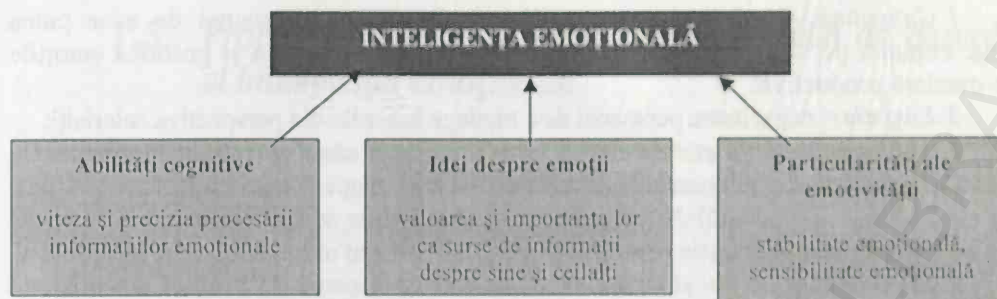 INTELIGENȚA EMOȚIONALĂ
Abilități cognitive
viteza și precizia procesării
informațiilor emoționale
Idei despre emoții
valoarea și importanța lor
ca surse de informații
despre sine și ceilalți
Particularități ale
emotivității
stabilitate emoțională,
sensibilitate emoțională